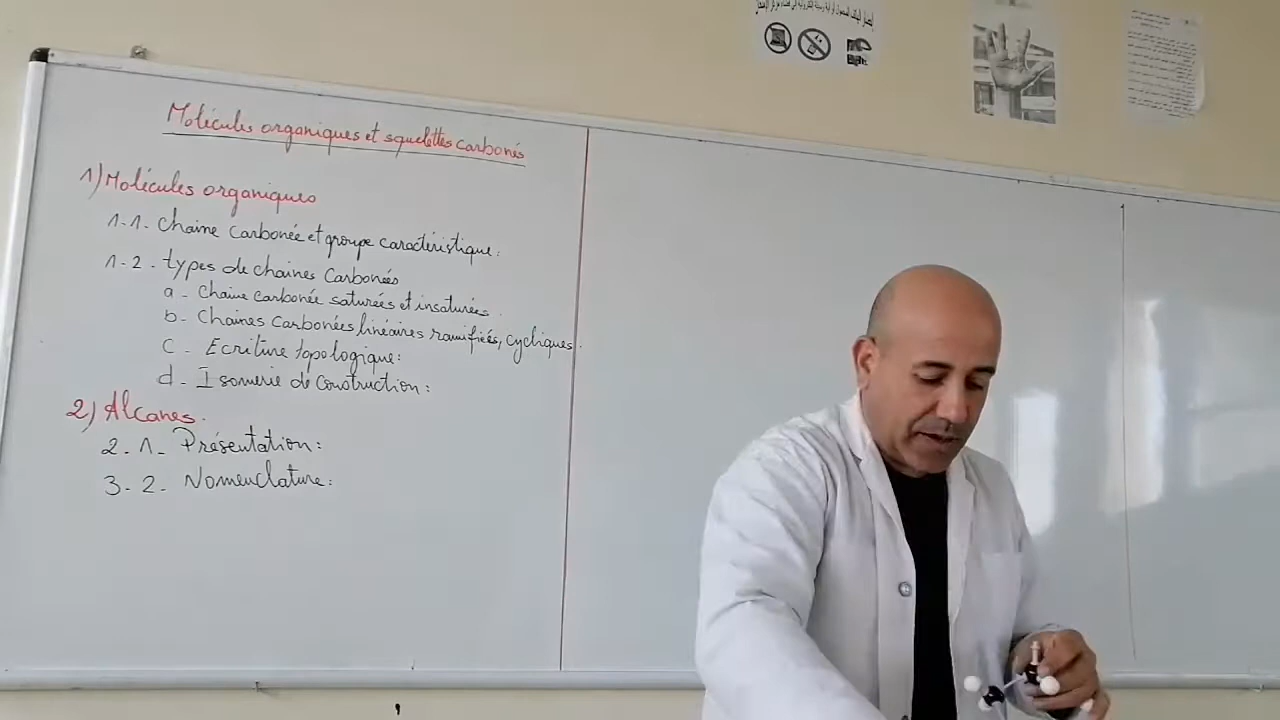 Molécules organiques et squelettes carbonés
1) Molécules organiques
1-1. Chaine carbonée et groupe caractéristique:
1-2. types de chaines carbonées
a - Chaine carbonée saturées et insaturées.
b - Chaines carbonées linéaires ramifiées, cycliques.
c - Ecriture topologique:
d - Isomerie de construction:
2) Alcanes.
2.1. Présentation:
3-2. Nomenclature: